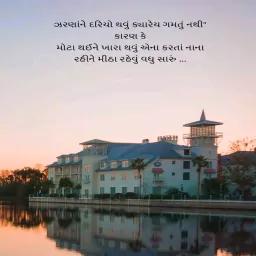 ઝરણાંને દરિયો થવું ક્યારેય ગમતું નથી"
કારણ કે
મોટા થઈને ખારા થવું એના કરતાં નાના
રહીને મીઠા રહેવું વધુ સારું ...